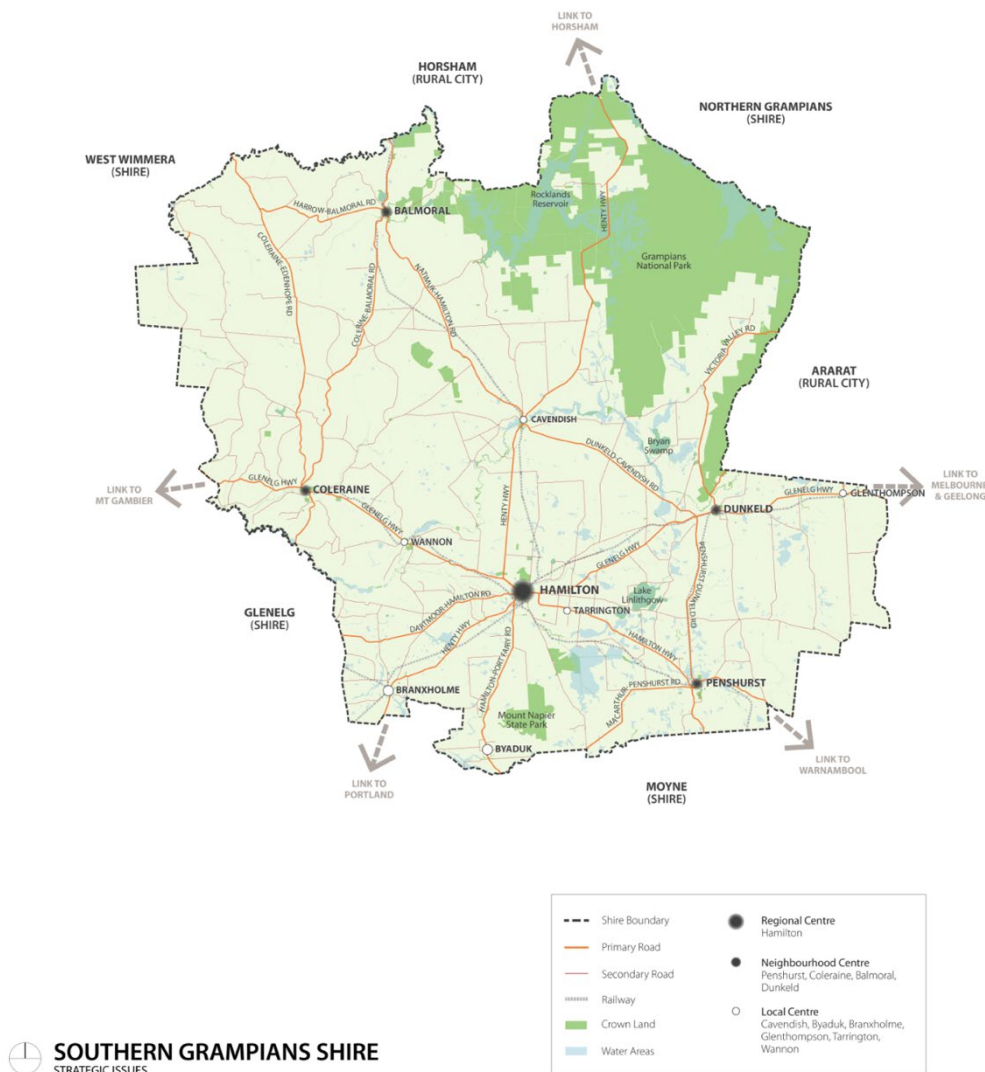 LINK TO
HORSHAM
HORSHAM
(RURAL CITY)
NORTHERN GRAMPIANS
(SHIRE)
WEST WIMMERA
(SHIRE)
Rocklands
Reservoir
HENTY HWY
HARROW-BALMORAL RD
BALMORAL
COLERAINE-EDENHOPE RD
COLERAINE-BALMORAL RD
NATIMUK-HAMILTON RD
Grampians
National Park
VICTORIA VALLEY RD
ARARAT
(RURAL CITY)
CAVENDISH
DUNKELD-CAVENDISH RD
Bryan
Swamp
LINK TO
MT GAMBIER
GLENELG HWY
COLERAINE
GLENELG HWY
WANNON
HENTY HWY
GLENELG HWY
DUNKELD
GLENELG HWY
GLENTHOMPSON
LINK TO
MELBOURNE
& GEELONG
PENSHURST-DUNKELD RD
HAMILTON
Lake
Linlithgow
TARRINGTON
GLENELG
(SHIRE)
DARTMOOR-HAMILTON RD
HENTY HWY
HAMILTON-PORT FAIRY RD
HAMILTON HWY
BRANXHOLME
PENSHURST
MACARTHUR-
PENSHURST RD
Mount Napier
State Park
BYADUK
LINK TO
PORTLAND
MOYNE
(SHIRE)
LINK TO
WARNAMBOOL
Shire Boundary
Primary Road
Secondary Road
Railway
Crown Land
Water Areas
Regional Centre
Hamilton
Neighbourhood Centre
Penshurst, Coleraine, Balmoral,
Dunkeld
Local Centre
Cavendish, Byaduk, Branxholme,
Glenthompson, Tarrington,
Wannon
SOUTHERN GRAMPIANS SHIRE
STRATEGIC ISSUES